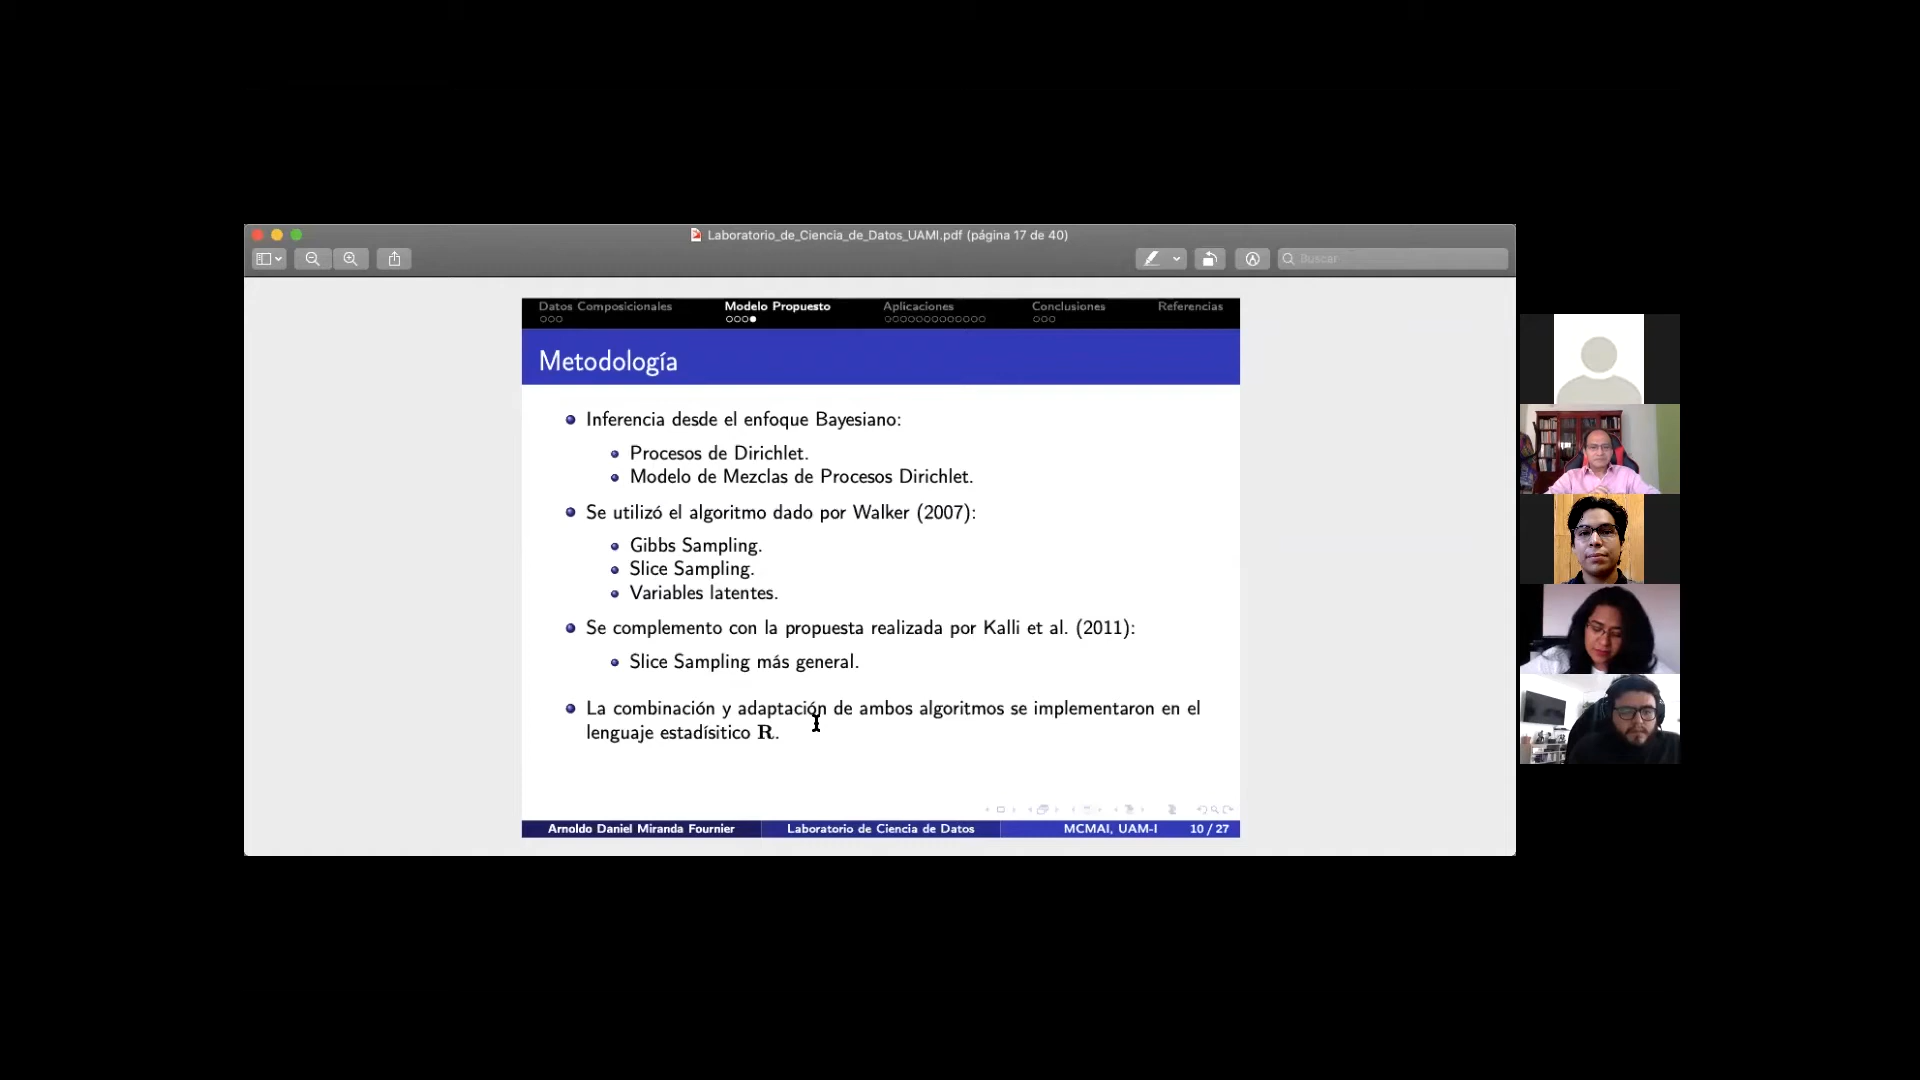 Laboratorio_de_Ciencia_de_Datos_UAMI.pdf (página 17 de 40)
Buscar
Datos Composicionales Modelo Propuesto Aplicaciones Conclusiones Referencias
Metodología
Inferencia desde el enfoque Bayesiano:
Procesos de Dirichlet.
Modelo de Mezclas de Procesos Dirichlet.
Se utilizó el algoritmo dado por Walker (2007):
Gibbs Sampling.
Slice Sampling.
Variables latentes.
Se complemento con la propuesta realizada por Kalli et al. (2011):
Slice Sampling más general.
La combinación y adaptación de ambos algoritmos se implementaron en el
lenguaje estadísitico R.
Arnoldo Daniel Miranda Fournier Laboratorio de Ciencia de Datos MCMAI, UAM-I 10 / 27